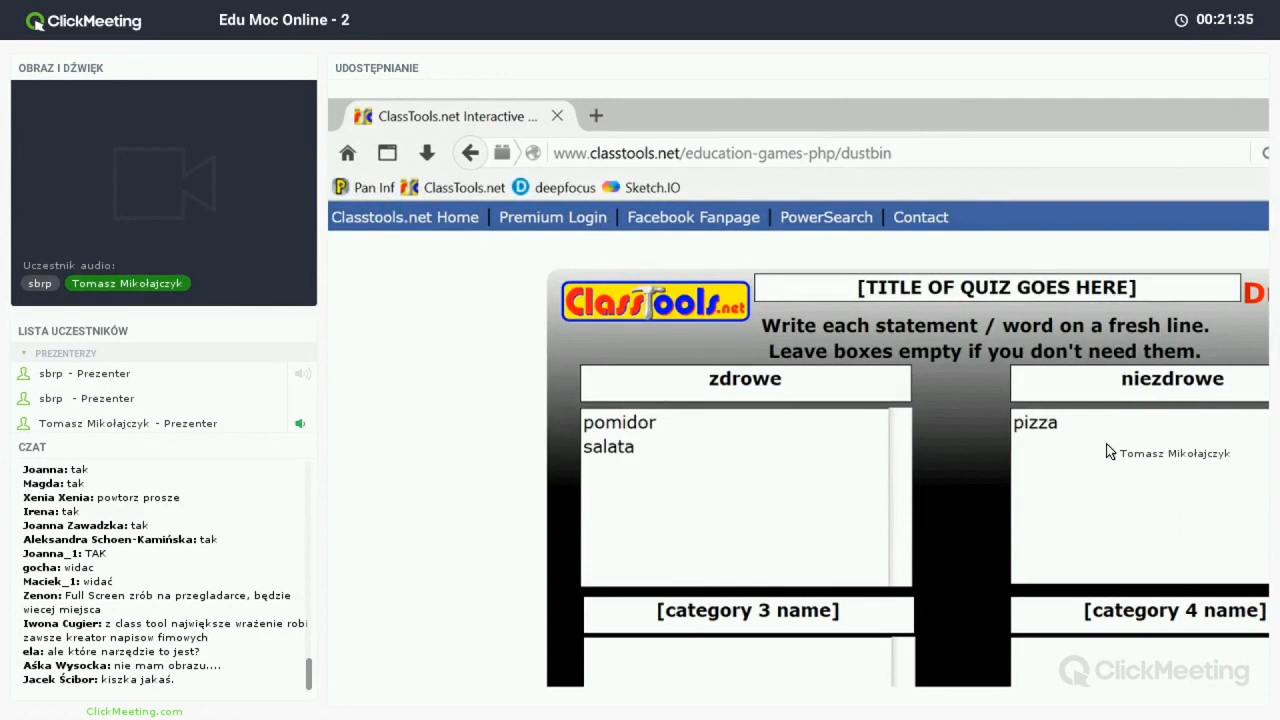 ClickMeeting
Edu Moc Online - 2
00:21:35
OBRAZ I DŹWIĘK
Uczestnik audio:
sbrp Tomasz Mikołajczyk
LISTA UCZESTNIKÓW
PREZENTERZY
sbrp - Prezenter
sbrp - Prezenter
Tomasz Mikołajczyk - Prezenter
CZAT
Joanna: tak
Magda: tak
Xenia Xenia: powtorz prosze
Irena: tak
Joanna Zawadzka: tak
Aleksandra Schoen-Kamińska: tak
Joanna_1: TAK
gocha: widac
Maciek_1: widać
Zenon: Full Screen zrób na przegladarce, będzie
wiecej miejsca
Iwona Cugier: z class tool największe wrażenie robi
zawsze kreator napisow fimowych
ela: ale które narzędzie to jest?
Aśka Wysocka: nie mam obrazu....
Jacek Ścibor: kiszka jakaś.
ClickMeeting.com
UDOSTĘPNIANIE
ClassTools.net Interactive ...
www.classtools.net/education-games-php/dustbin
Pan Inf ClassTools.net deepfocus Sketch.IO
Classtools.net Home | Premium Login | Facebook Fanpage | PowerSearch | Contact
ClassTools.net
[TITLE OF QUIZ GOES HERE]
Write each statement / word on a fresh line.
Leave boxes empty if you don't need them.
zdrowe
niezdrowe
pomidor
salata
pizza
Tomasz Mikołajczyk
[category 3 name]
[category 4 name]
ClickMeeting